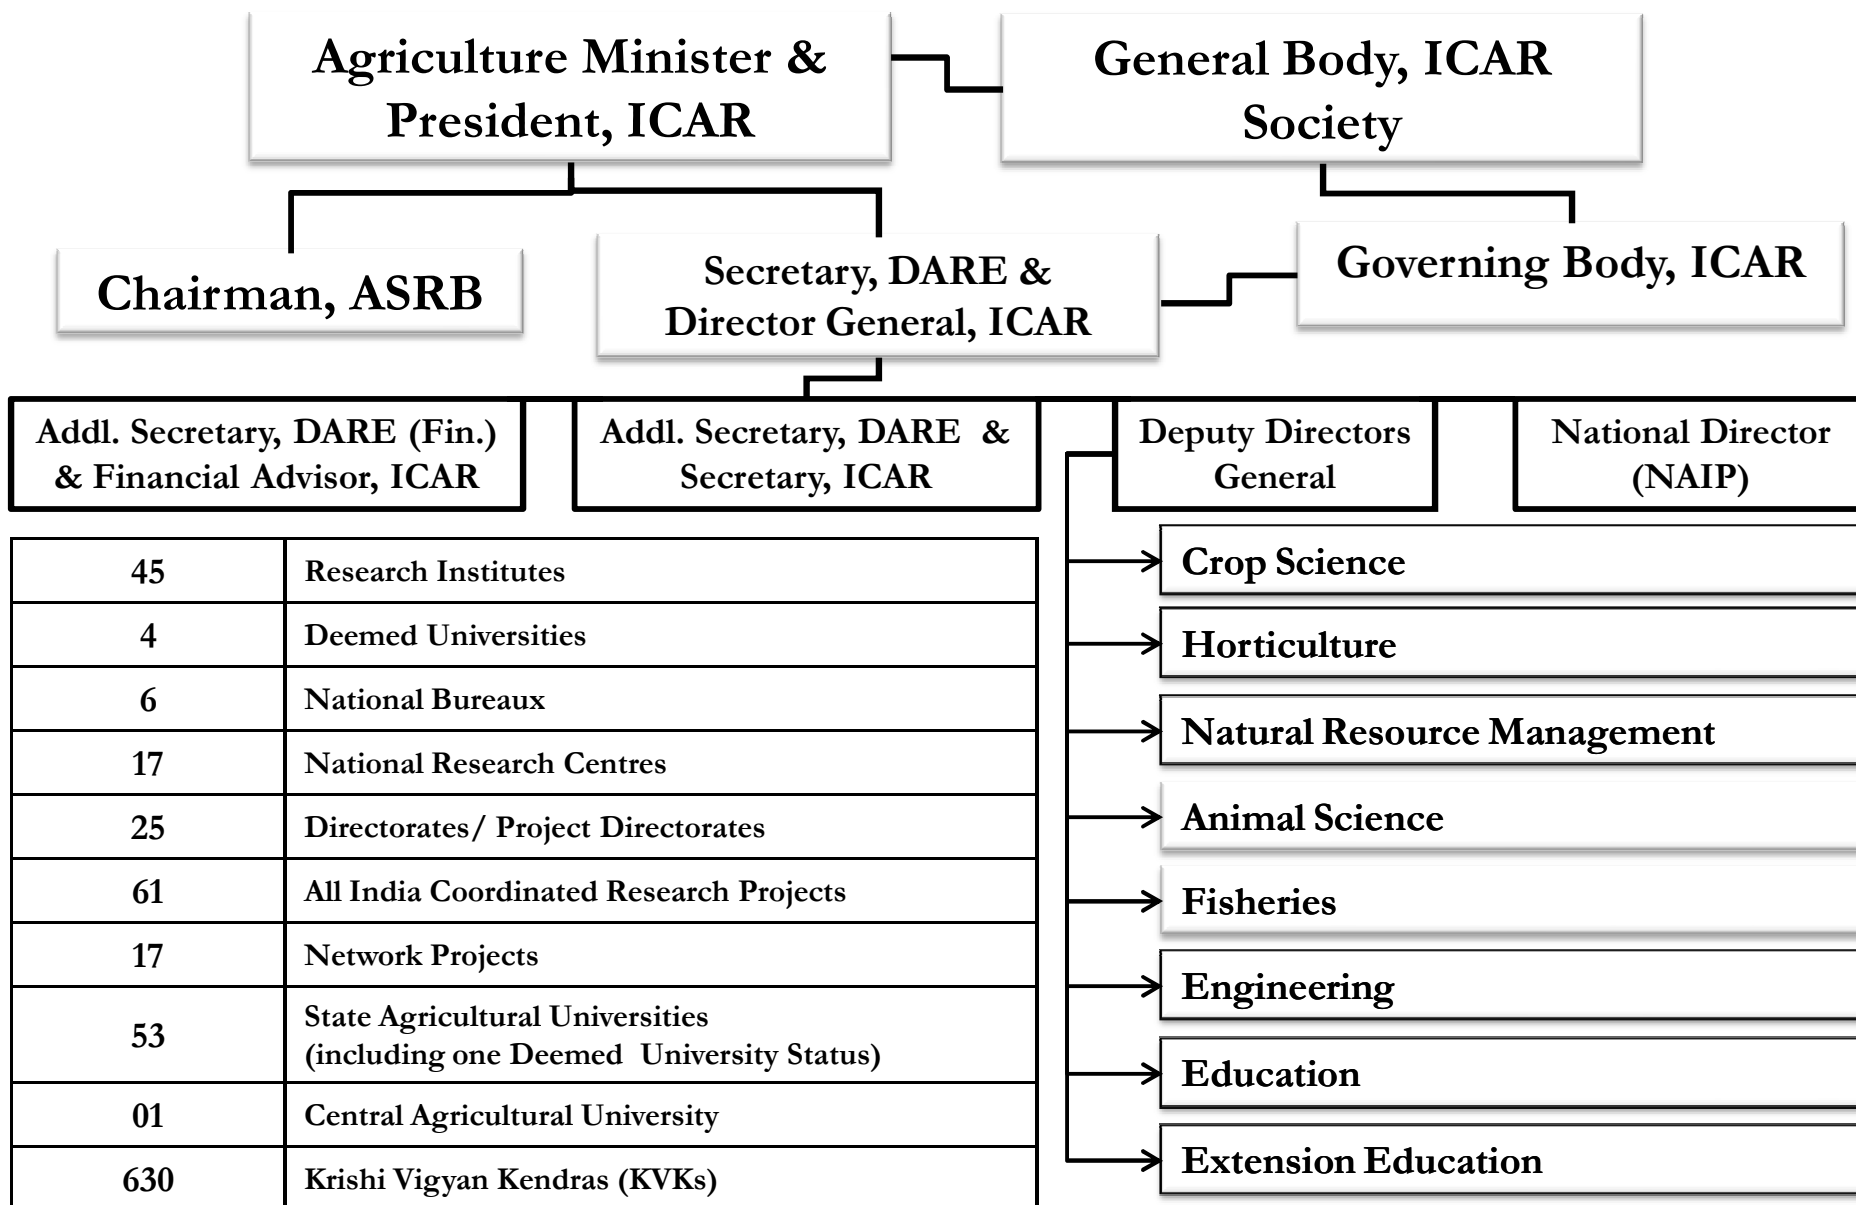 Agriculture Minister &
President, ICAR
General Body, ICAR
Society
Chairman, ASRB
Secretary, DARE &
Director General, ICAR
Governing Body, ICAR
Addl. Secretary, DARE (Fin.)
& Financial Advisor, ICAR
Addl. Secretary, DARE &
Secretary, ICAR
Deputy Directors
General
National Director
(NAIP)
45 Research Institutes
4 Deemed Universities
6 National Bureaux
17 National Research Centres
25 Directorates/ Project Directorates
61 All India Coordinated Research Projects
17 Network Projects
53 State Agricultural Universities
(including one Deemed University Status)
01 Central Agricultural University
630 Krishi Vigyan Kendras (KVKs)
Crop Science
Horticulture
Natural Resource Management
Animal Science
Fisheries
Engineering
Education
Extension Education